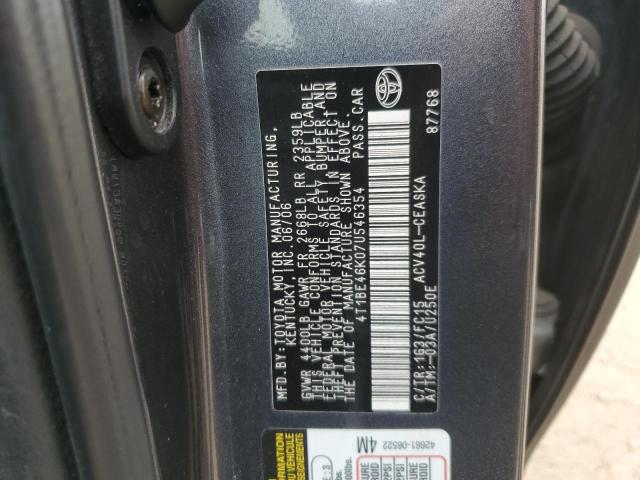 MFD.BY:TOYOTA MOTOR MANUFACTURING,
KENTUCKY,INC.06/06
GVWR 4400LB GAWR FR 2668LB RR 2359LB
THIS VEHICLE CONFORMS TO ALL APPLICABLE
FEDERAL MOTOR VEHICLE SAFETY, BUMPER, AND
THEFT PREVENTION STANDARDS IN EFFECT ON
THE DATE OF MANUFACTURE SHOWN ABOVE.
4T1BE46K07U546354 PASS.CAR
C/TR:1G3/FC15 ACV40L-CEASKA
A/TM:-03A/U250E 87768
42661-06522
4M